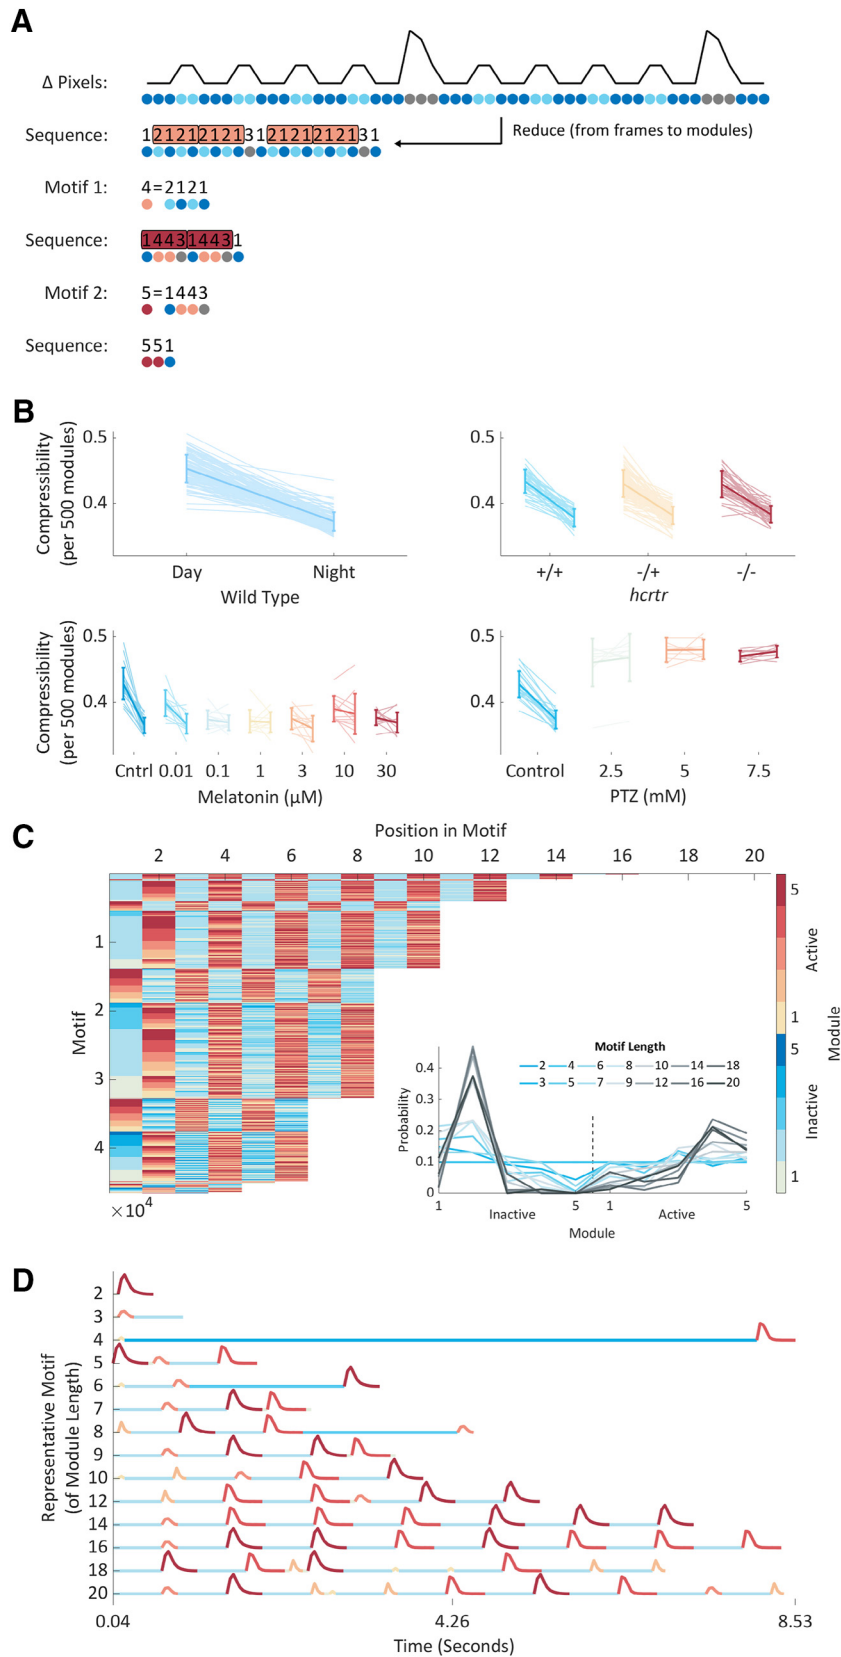 A
Δ Pixels:
Reduce (from frames to modules)
Sequence: 1212121213121212121 31
Motif 1: 4=2121
Sequence: 144314431
Motif 2: 5=1443
Sequence: 551
B
Compressibility
(per 500 modules)
0.5
0.4
Day Night
Wild Type
0.5
0.4
+/+ -/+ -/-
hcrtr
Compressibility
(per 500 modules)
0.5
0.4
Cntrl 0.01 0.1 1 3 10 30
Melatonin (μM)
0.5
0.4
Control 2.5 5 7.5
PTZ (mM)
C
Position in Motif
2 4 6 8 10 12 14 16 18 20
Motif
1
2
3
4
×10⁴
5
Active
1
5
Inactive
1
Module
Motif Length
2 4 6 8 10 14 18
3 5 7 9 12 16 20
Probability
0.4
0.3
0.2
0.1
0
1 Inactive 5 1 Active 5
Module
D
Representative Motif
(of Module Length)
2
3
4
5
6
7
8
9
10
12
14
16
18
20
0.04 4.26 8.53
Time (Seconds)